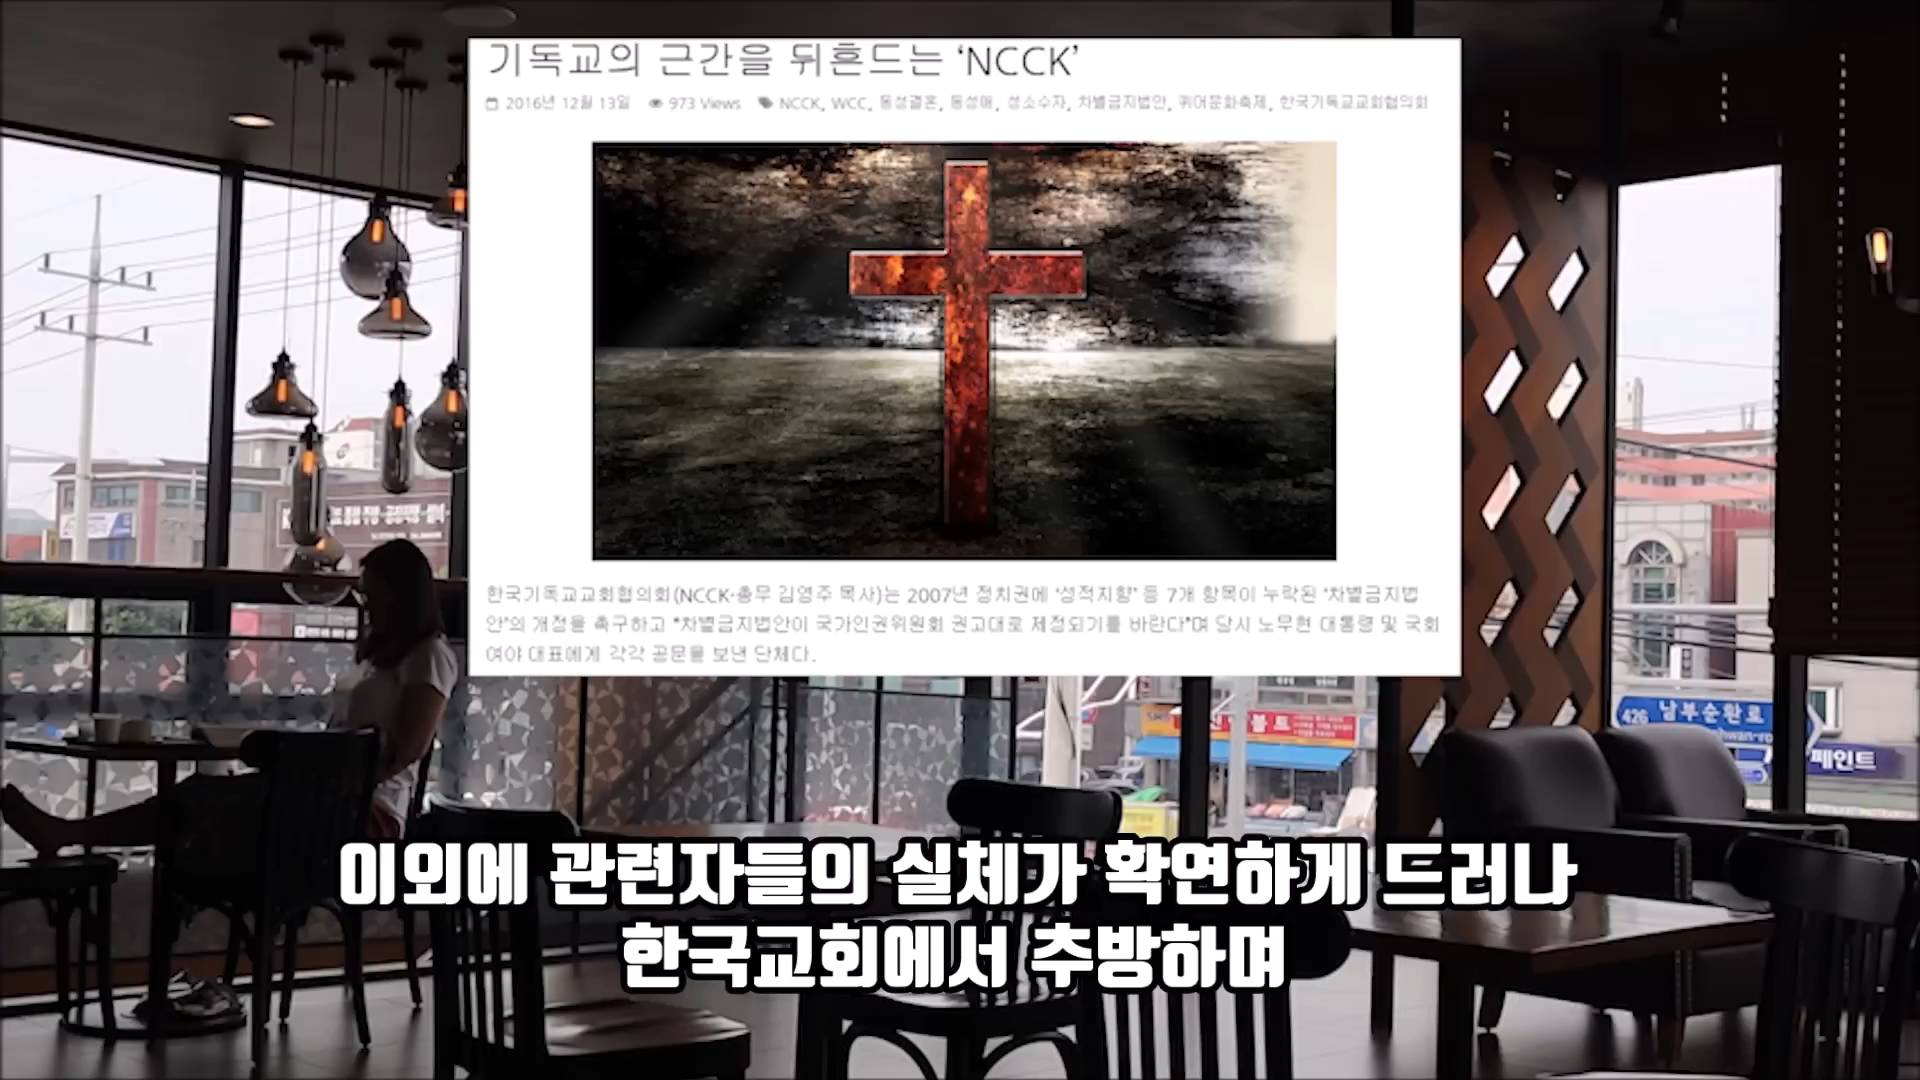 기독교의 근간을 뒤흔드는 ‘NCCK’
2016년 12월 13일 973 Views NCCK, WCC, 동성결혼, 동성애, 성소수자, 차별금지법안, 퀴어문화축제, 한국기독교교회협의회
한국기독교교회협의회(NCCK·총무 김영주 목사)는 2007년 정치권에 ‘성적지향’ 등 7개 항목이 누락된 “차별금지법
안”의 개정을 촉구하고 “차별금지법안이 국가인권위원회 권고대로 제정되기를 바란다”며 당시 노무현 대통령 및 국회
여야 대표에게 각각 공문을 보낸 단체다.
426 남부순환로
페인트
이외에 관련자들의 실체가 확연하게 드러나
한국교회에서 추방하며